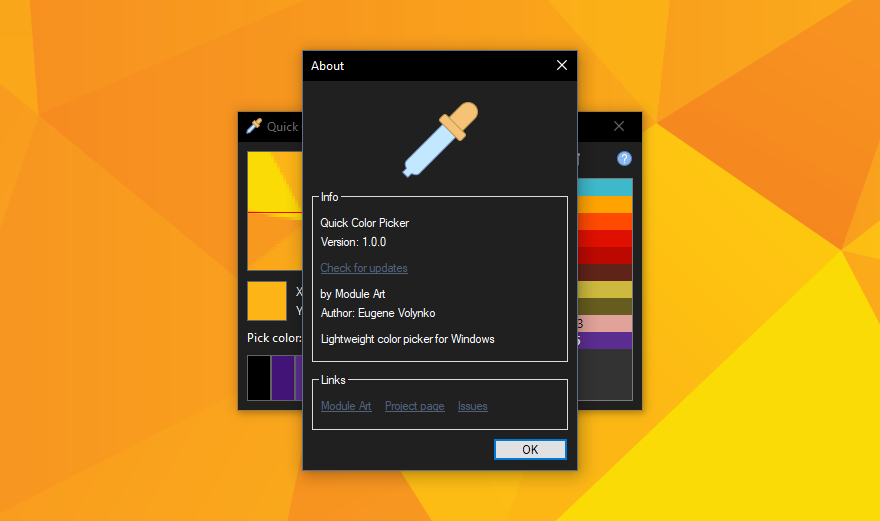 About
Quick
Info
Quick Color Picker
Version: 1.0.0
Check for updates
by Module Art
Author: Eugene Volynko
Lightweight color picker for Windows
X
Y
Pick color:
3
Links
Module Art Project page Issues
OK